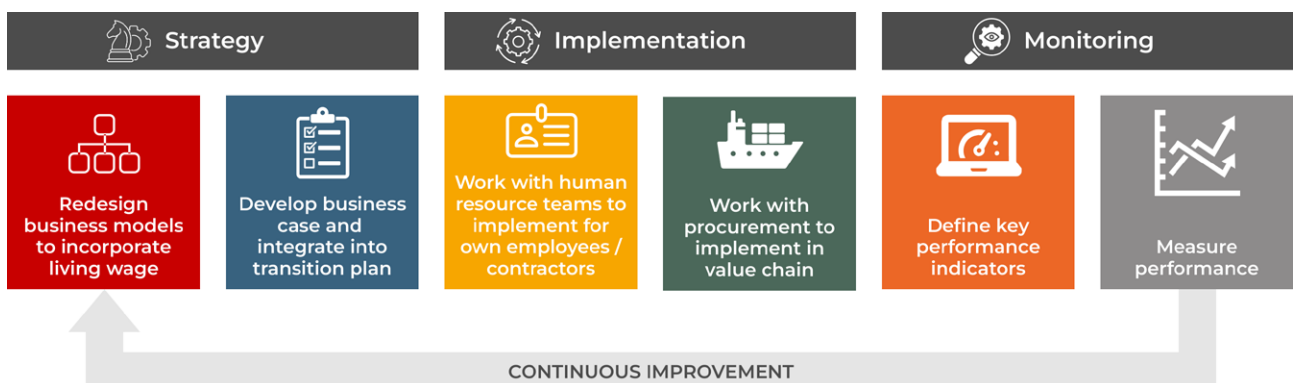 Strategy
Implementation
Monitoring
Redesign
business models
to incorporate
living wage
Develop business
case and
integrate into
transition plan
Work with human
resource teams to
implement for
own employees /
contractors
Work with
procurement to
implement in
value chain
Define key
performance
indicators
Measure
performance
CONTINUOUS IMPROVEMENT